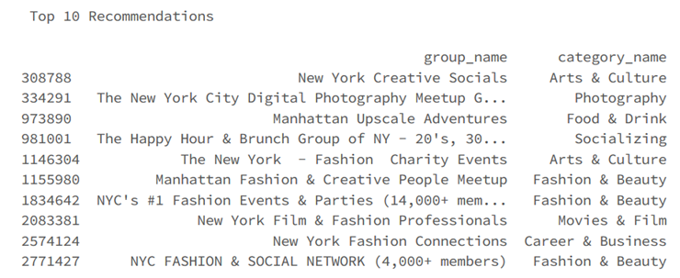 Top 10 Recommendations
group_name category_name
308788 New York Creative Socials Arts & Culture
334291 The New York City Digital Photography Meetup G... Photography
973890 Manhattan Upscale Adventures Food & Drink
981001 The Happy Hour & Brunch Group of NY - 20's, 30... Socializing
1146304 The New York - Fashion Charity Events Arts & Culture
1155980 Manhattan Fashion & Creative People Meetup Fashion & Beauty
1834642 NYC's #1 Fashion Events & Parties (14,000+ mem... Fashion & Beauty
2083381 New York Film & Fashion Professionals Movies & Film
2574124 New York Fashion Connections Career & Business
2771427 NYC FASHION & SOCIAL NETWORK (4,000+ members) Fashion & Beauty